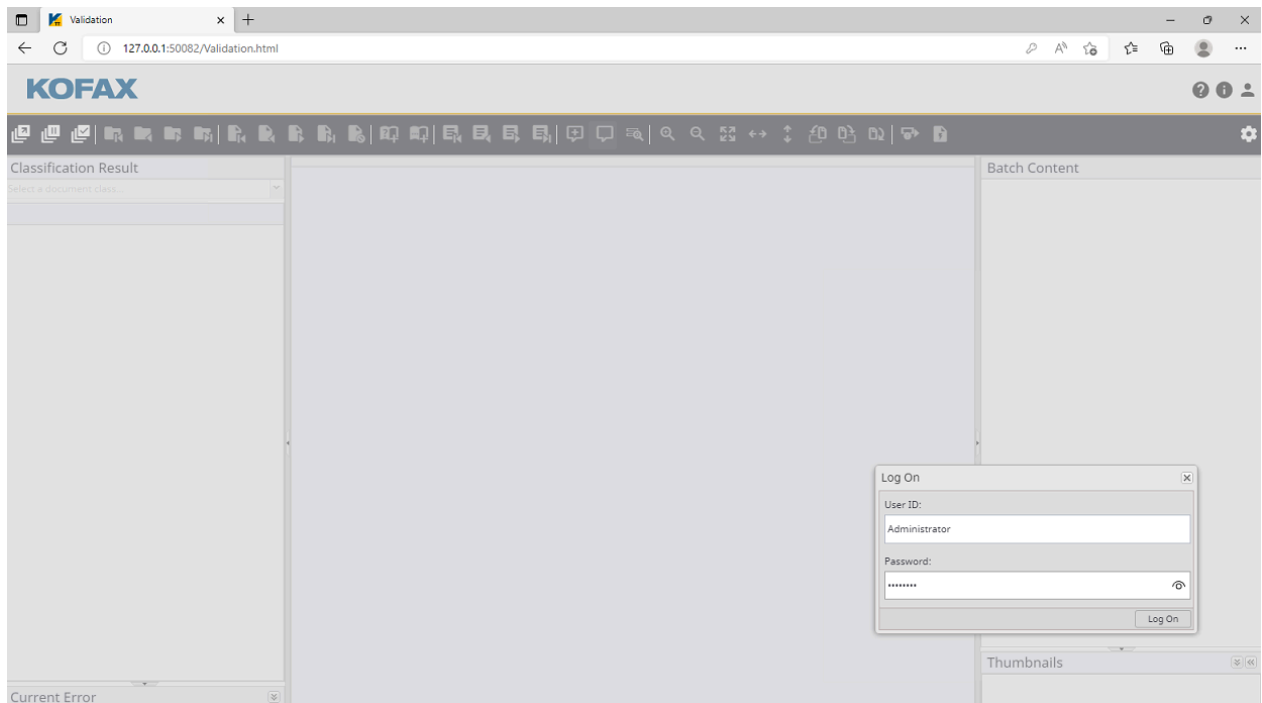 Validation
127.0.0.1:50082/Validation.html
KOFAX
Classification Result
Select a document class...
Batch Content
Log On
User ID:
Administrator
Password:
••••••••
Log On
Thumbnails
Current Error